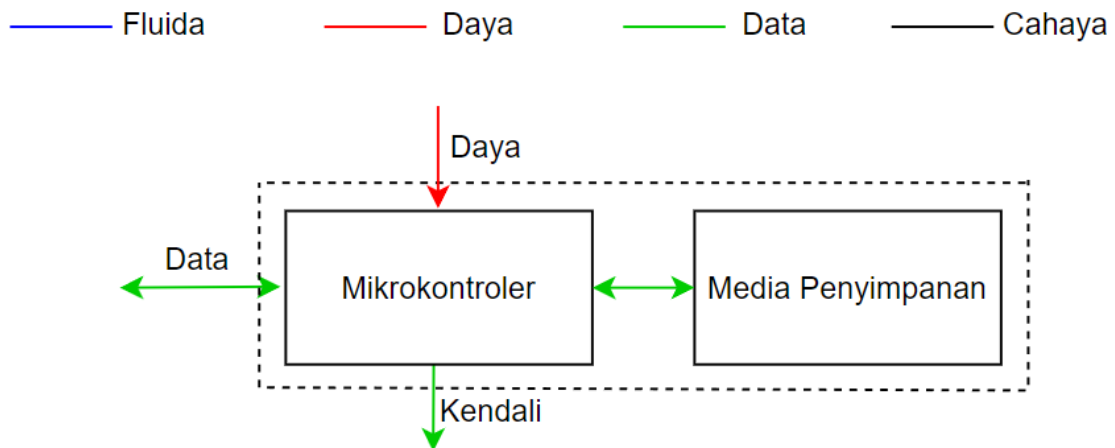 Fluida
Daya
Data
Cahaya
Daya
Data
Mikrokontroler
Media Penyimpanan
Kendali